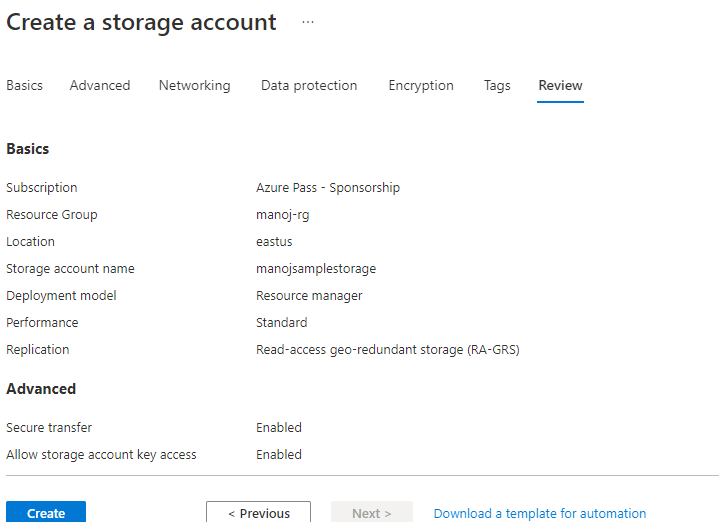 Create a storage account ...
Basics Advanced Networking Data protection Encryption Tags Review
Basics
Subscription Azure Pass - Sponsorship
Resource Group manoj-rg
Location eastus
Storage account name manojsamplestorage
Deployment model Resource manager
Performance Standard
Replication Read-access geo-redundant storage (RA-GRS)
Advanced
Secure transfer Enabled
Allow storage account key access Enabled
Create < Previous Next > Download a template for automation